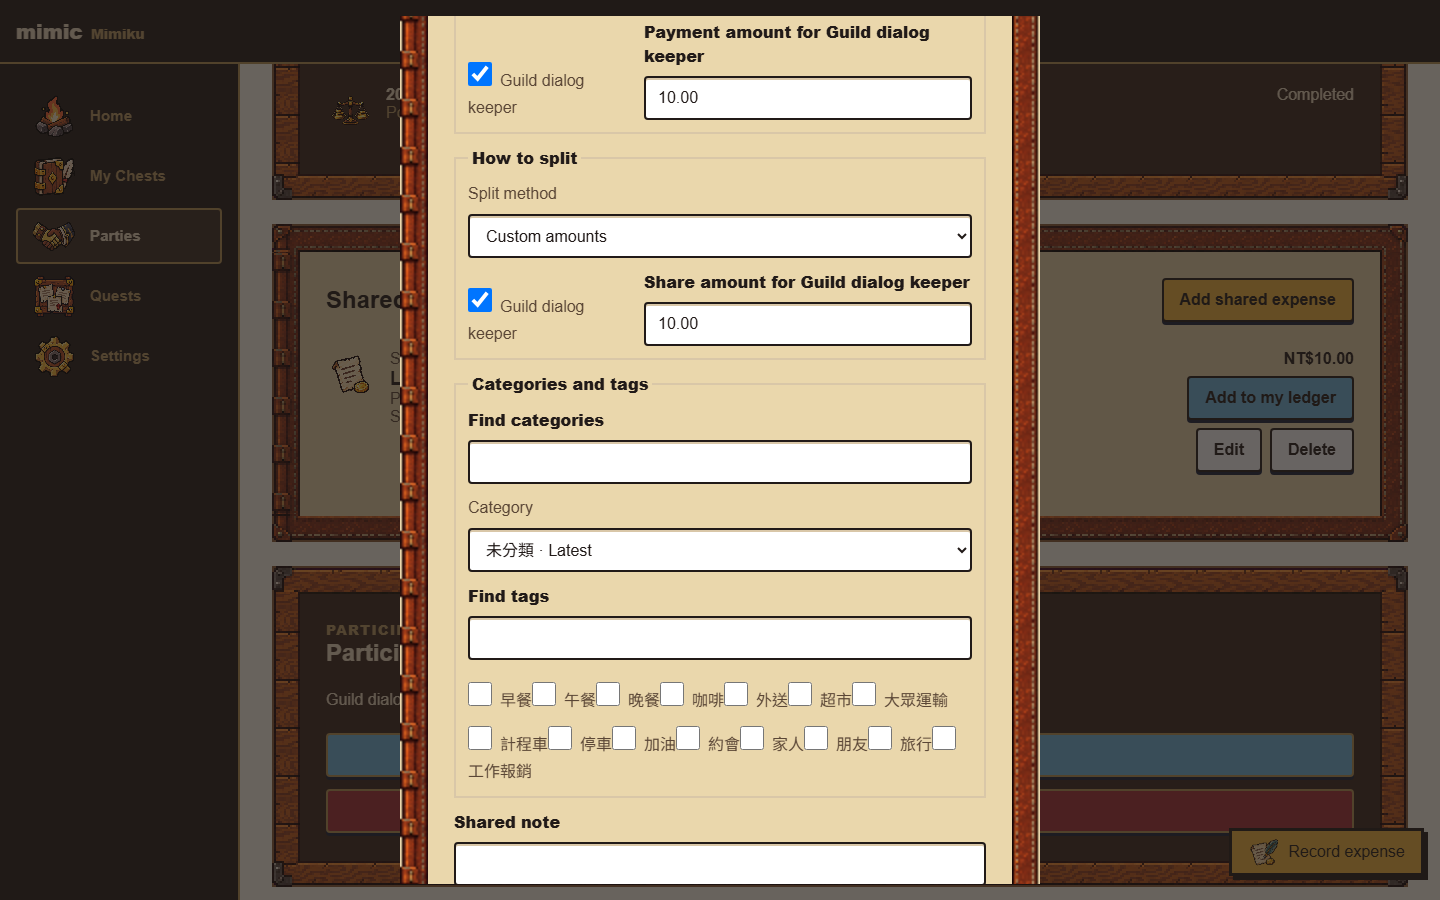 mimic Mimiku
Home
My Chests
Parties
Quests
Settings
20
P
Completed
Shared
Add shared expense
S
L
P
S
NT$10.00
Add to my ledger
Edit
Delete
PARTICI
Partici
Guild dialo
Record expense
Payment amount for Guild dialog
keeper
Guild dialog
keeper
10.00
How to split
Split method
Custom amounts
Share amount for Guild dialog keeper
Guild dialog
keeper
10.00
Categories and tags
Find categories
Category
未分類 · Latest
Find tags
早餐 午餐 晚餐 咖啡 外送 超市 大眾運輸
計程車 停車 加油 約會 家人 朋友 旅行
工作報銷
Shared note